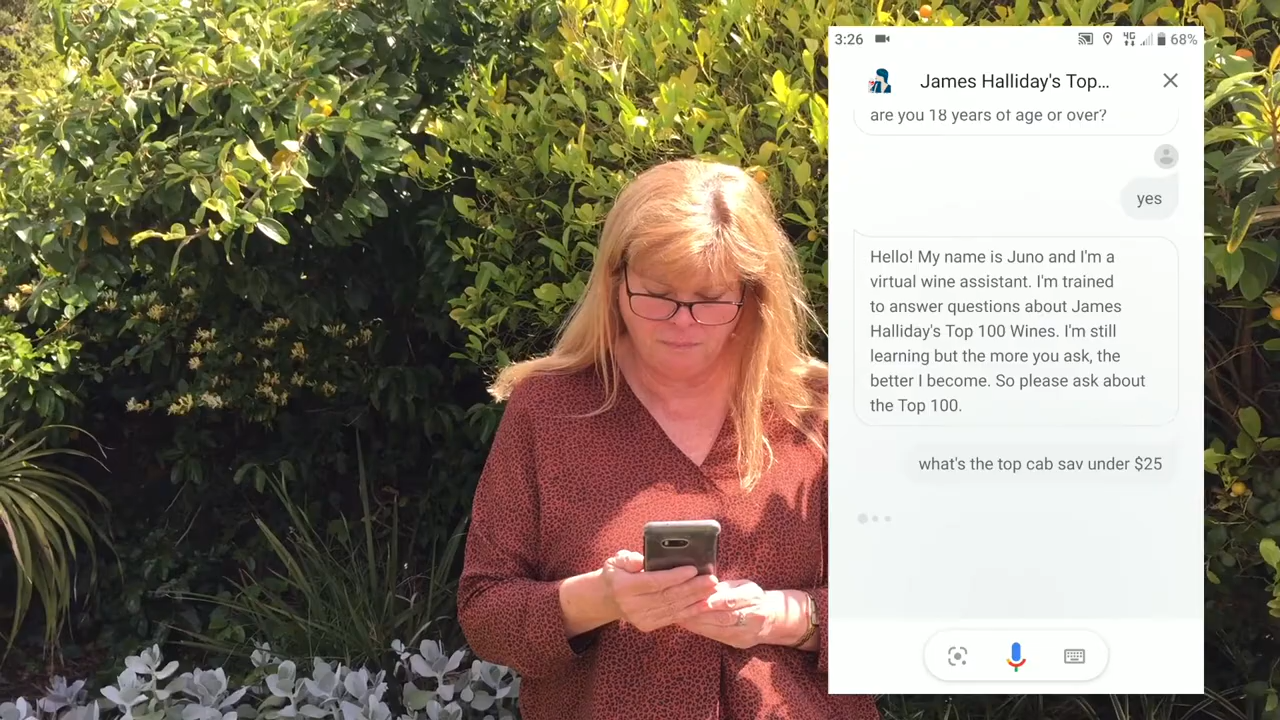 3:26
4G
68%
James Halliday's Top...
are you 18 years of age or over?
yes
Hello! My name is Juno and I'm a
virtual wine assistant. I'm trained
to answer questions about James
Halliday's Top 100 Wines. I'm still
learning but the more you ask, the
better I become. So please ask about
the Top 100.
what's the top cab sav under $25